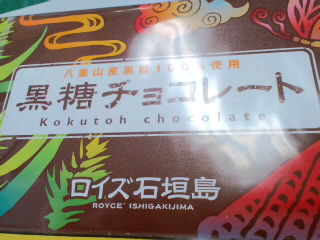 八重山産黒糖100%使用
黒糖チョコレート
Kokutoh chocolate
ロイズ石垣島
ROYCE' ISHIGAKIJIMA